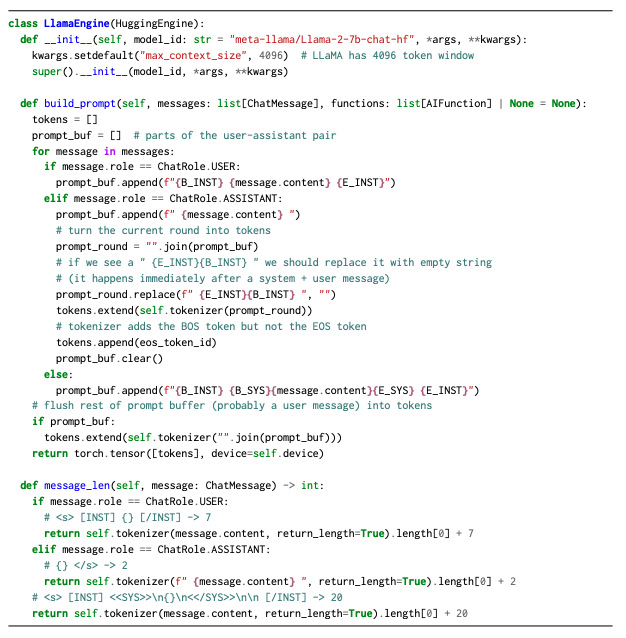 class LlamaEngine(HuggingEngine):
  def __init__(self, model_id: str = "meta-llama/Llama-2-7b-chat-hf", *args, **kwargs):
    kwargs.setdefault("max_context_size", 4096)  # LLaMA has 4096 token window
    super().__init__(model_id, *args, **kwargs)

  def build_prompt(self, messages: list[ChatMessage], functions: list[AIFunction] | None = None):
    tokens = []
    prompt_buf = []  # parts of the user-assistant pair
    for message in messages:
      if message.role == ChatRole.USER:
        prompt_buf.append(f"{B_INST} {message.content} {E_INST}")
      elif message.role == ChatRole.ASSISTANT:
        prompt_buf.append(f" {message.content} ")
        # turn the current round into tokens
        prompt_round = "".join(prompt_buf)
        # if we see a " {E_INST}{B_INST} " we should replace it with empty string
        # (it happens immediately after a system + user message)
        prompt_round.replace(f" {E_INST}{B_INST} ", "")
        tokens.extend(self.tokenizer(prompt_round))
        # tokenizer adds the BOS token but not the EOS token
        tokens.append(eos_token_id)
        prompt_buf.clear()
      else:
        prompt_buf.append(f"{B_INST} {B_SYS}{message.content}{E_SYS} {E_INST}")
    # flush rest of prompt buffer (probably a user message) into tokens
    if prompt_buf:
      tokens.extend(self.tokenizer("".join(prompt_buf)))
    return torch.tensor([tokens], device=self.device)

  def message_len(self, message: ChatMessage) -> int:
    if message.role == ChatRole.USER:
      # <s> [INST] {} [/INST] -> 7
      return self.tokenizer(message.content, return_length=True).length[0] + 7
    elif message.role == ChatRole.ASSISTANT:
      # {} </s> -> 2
      return self.tokenizer(f" {message.content} ", return_length=True).length[0] + 2
    # <s> [INST] <<SYS>>\n{}\n<</SYS>>\n\n [/INST] -> 20
    return self.tokenizer(message.content, return_length=True).length[0] + 20